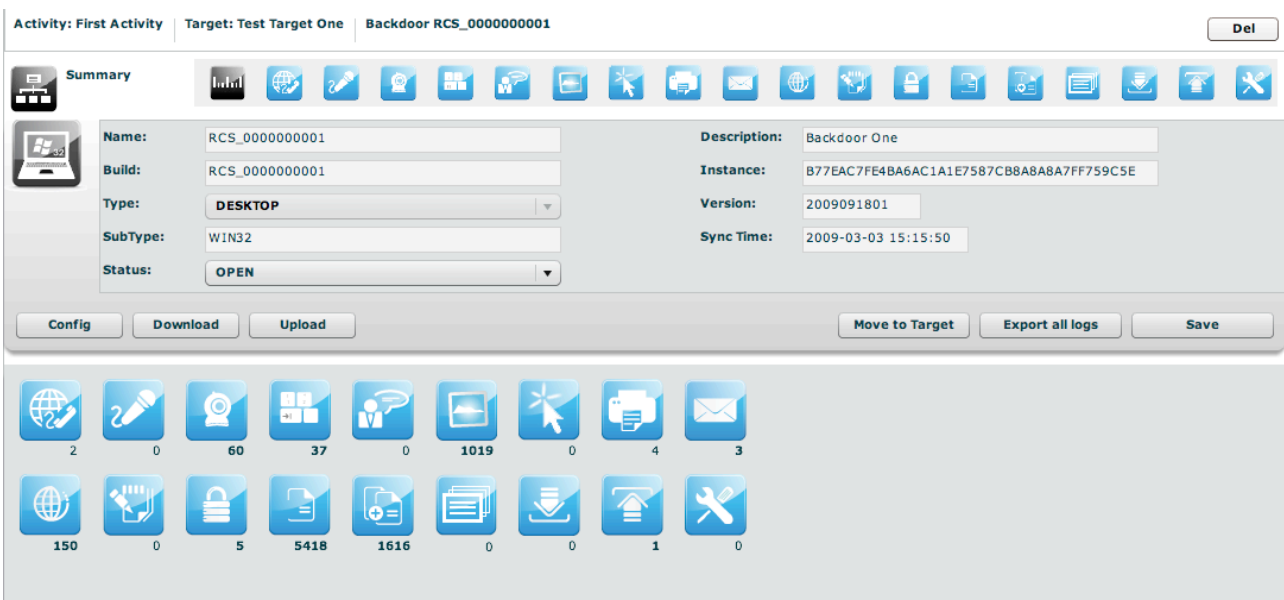 Activity: First Activity Target: Test Target One Backdoor RCS_0000000001
Del
Summary
32
Name: RCS_0000000001 Description: Backdoor One
Build: RCS_0000000001 Instance: B77EAC7FE4BA6AC1A1E7587CB8A8A8A7FF759C5E
Type: DESKTOP Version: 2009091801
SubType: WIN32 Sync Time: 2009-03-03 15:15:50
Status: OPEN
Config Download Upload Move to Target Export all logs Save
2 0 60 37 0 1019 0 4 3
150 0 5 5418 1616 0 0 1 0